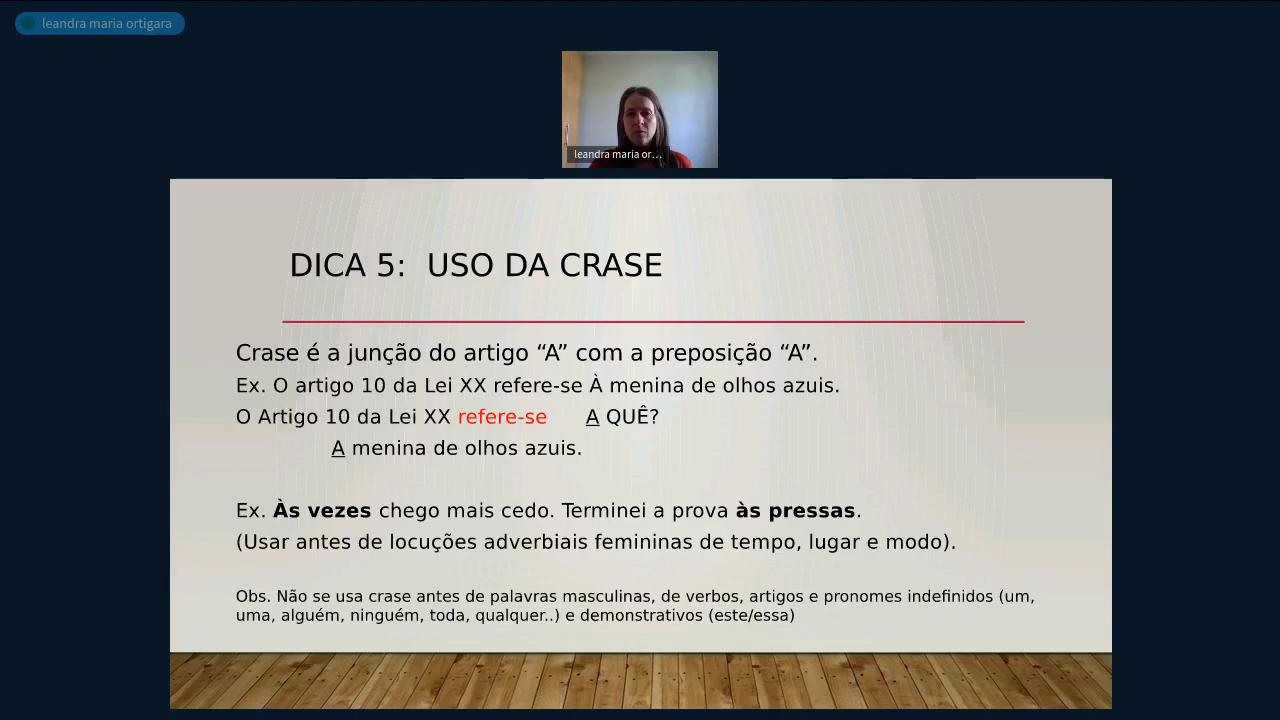 leandra maria ortigara
leandra maria or...
DICA 5: USO DA CRASE
Crase é a junção do artigo “A” com a preposição “A”.
Ex. O artigo 10 da Lei XX refere-se À menina de olhos azuis.
O Artigo 10 da Lei XX refere-se A QUÊ?
A menina de olhos azuis.
Ex. Às vezes chego mais cedo. Terminei a prova às pressas.
(Usar antes de locuções adverbiais femininas de tempo, lugar e modo).
Obs. Não se usa crase antes de palavras masculinas, de verbos, artigos e pronomes indefinidos (um,
uma, alguém, ninguém, toda, qualquer..) e demonstrativos (este/essa)